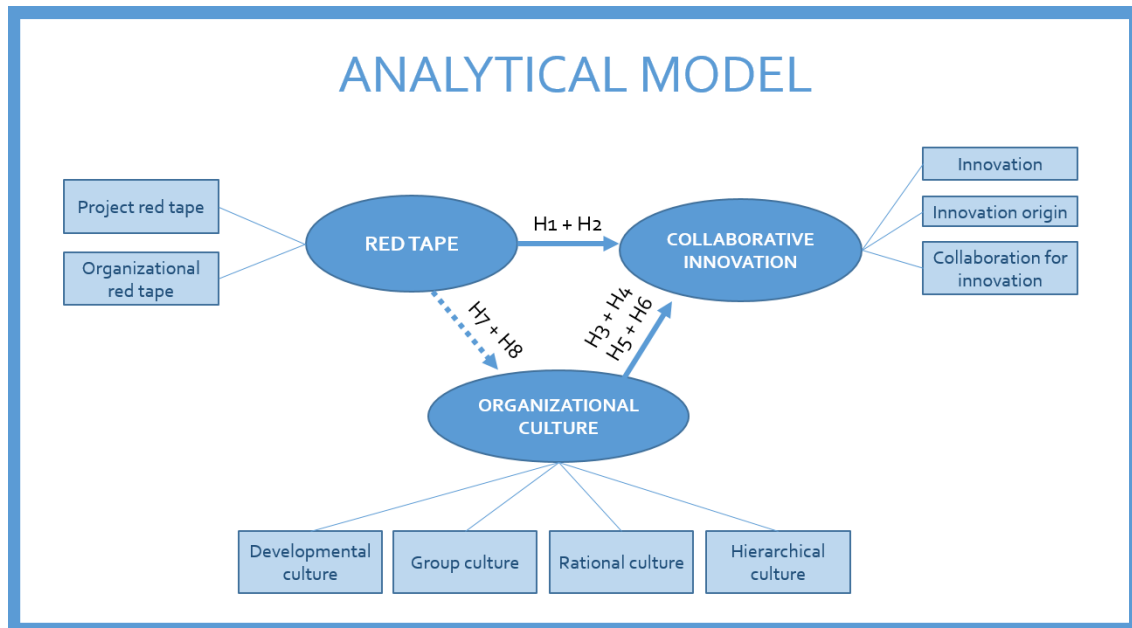 ANALYTICAL MODEL
Project red tape
Organizational
red tape
RED TAPE
H1 + H2
COLLABORATIVE
INNOVATION
Innovation
Innovation origin
Collaboration for
innovation
H7 + H8
H3 + H4
H5 + H6
ORGANIZATIONAL
CULTURE
Developmental
culture
Group culture
Rational culture
Hierarchical
culture